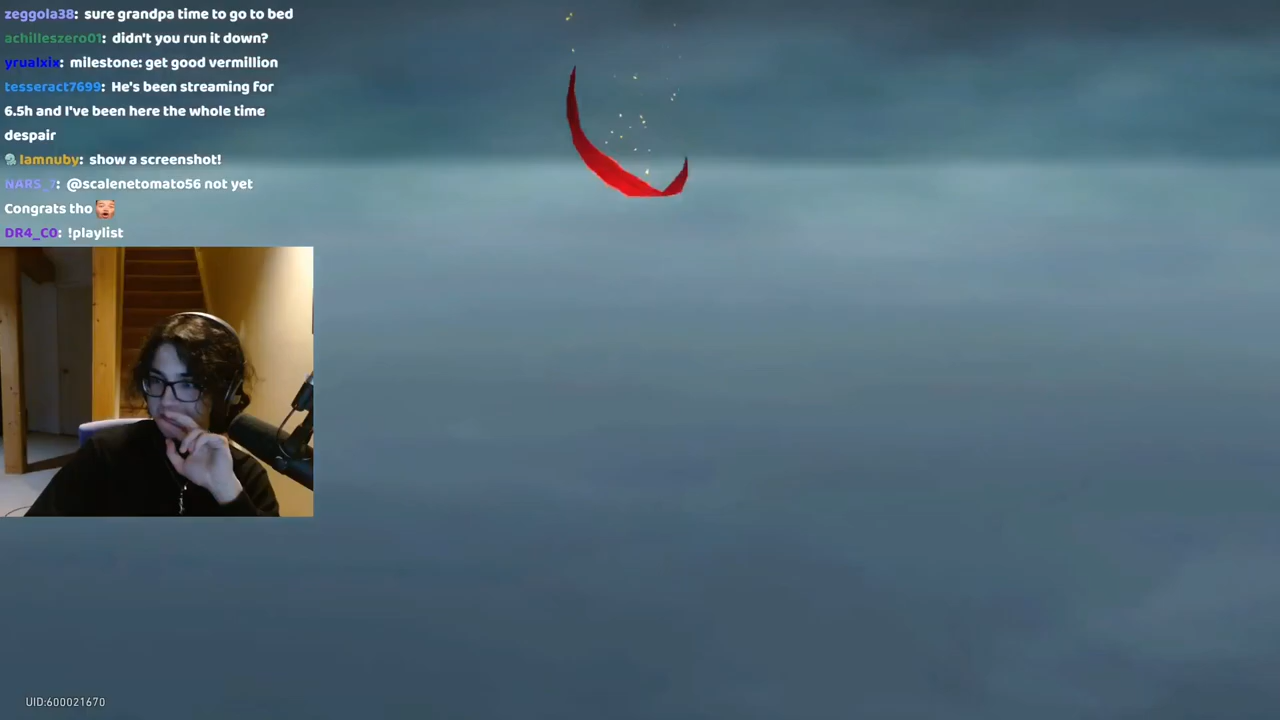 zeggola38: sure grandpa time to go to bed
achilleszero01: didn't you run it down?
yrualxix: milestone: get good vermillion
tesseract7699: He's been streaming for
6.5h and I've been here the whole time
despair
lamnuby: show a screenshot!
NARS_7: @scalenetomato56 not yet
Congrats tho
DR4_C0: !playlist
UID:600021670